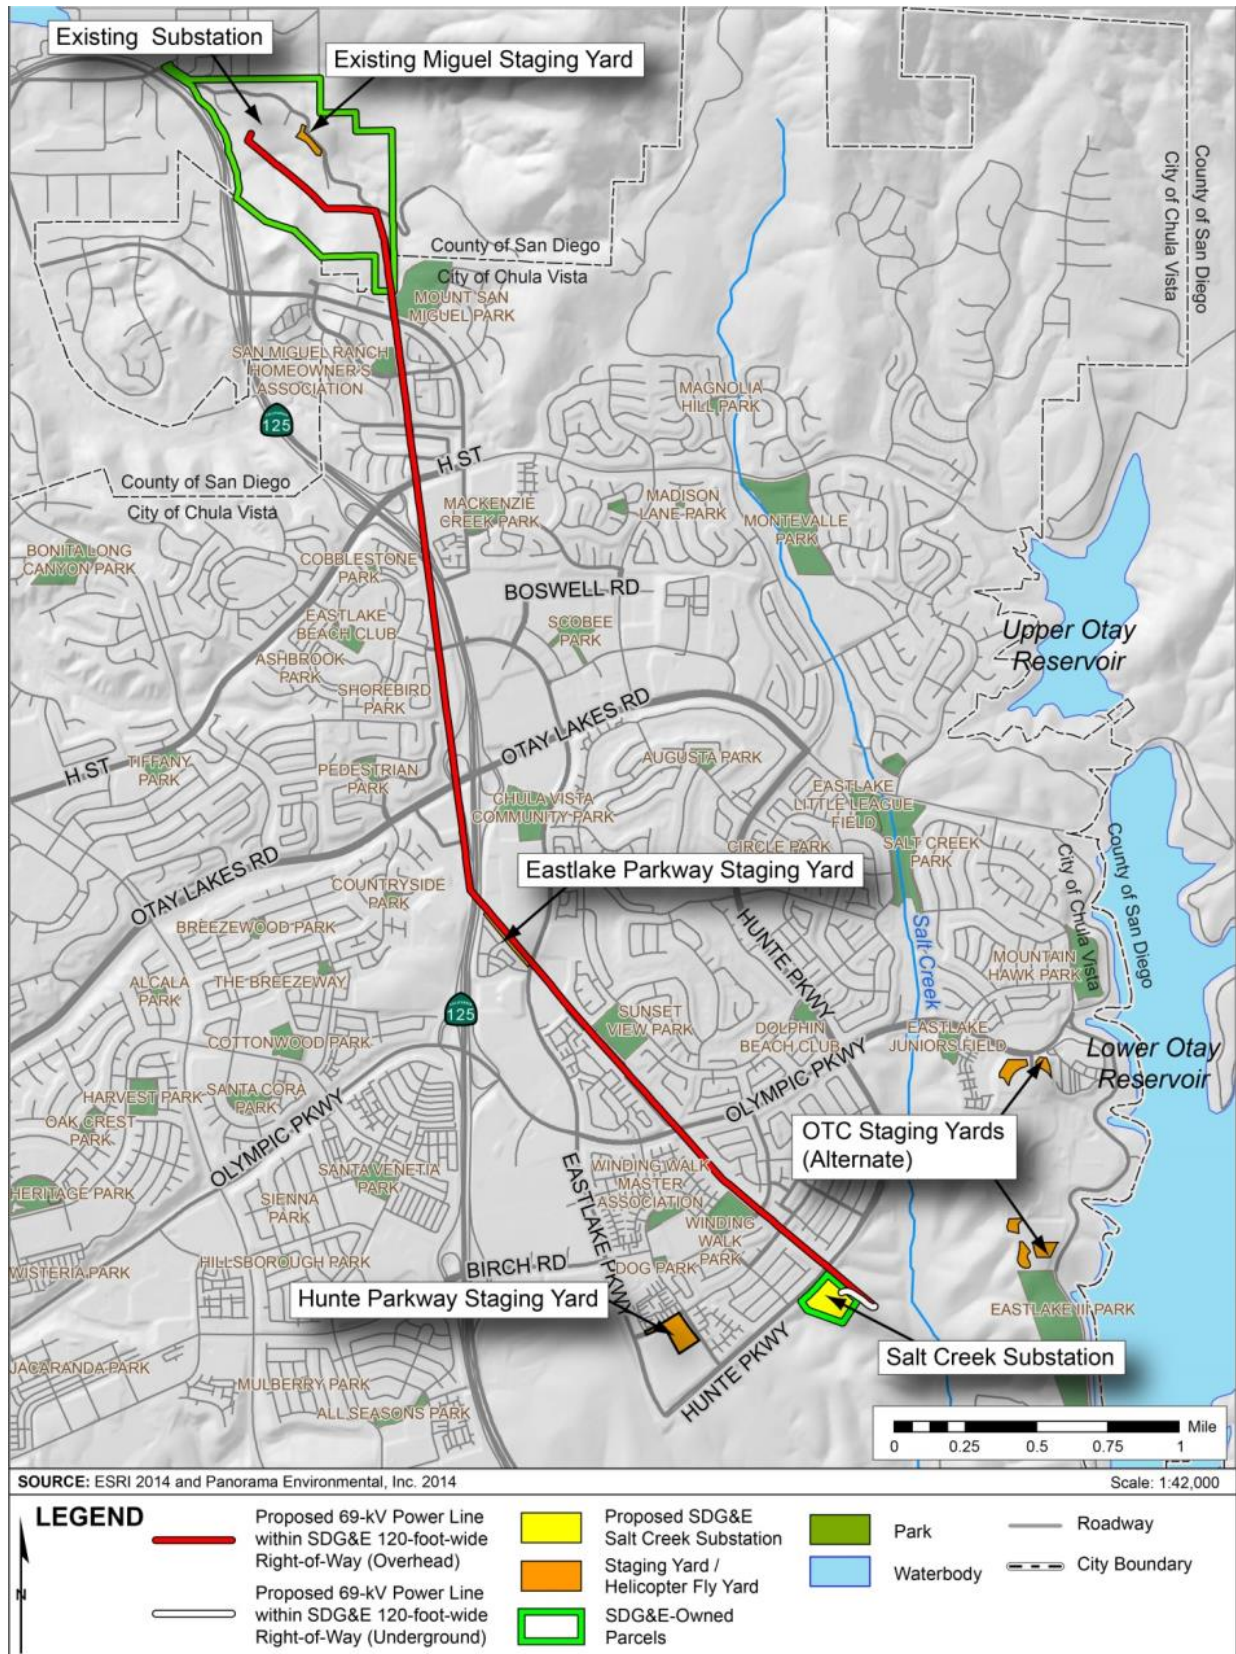 Existing Substation
Existing Miguel Staging Yard
County of San Diego
City of Chula Vista
County of San Diego
City of Chula Vista
MOUNT SAN
MIGUEL PARK
SAN MIGUEL RANCH
HOMEOWNER'S
ASSOCIATION
MAGNOLIA
HILL PARK
125
H ST
County of San Diego
City of Chula Vista
MACKENZIE
CREEK PARK
MADISON
LANE PARK
MONTEVALLE
PARK
BONITA LONG
CANYON PARK
COBBLESTONE
PARK
BOSWELL RD
EASTLAKE
BEACH CLUB
SCOBEE
PARK
Upper Otay
Reservoir
ASHBROOK
PARK
SHOREBIRD
PARK
OTAY LAKES RD
H ST
TIFFANY
PARK
PEDESTRIAN
PARK
AUGUSTA PARK
CHULA VISTA
COMMUNITY PARK
EASTLAKE
LITTLE LEAGUE
FIELD
CIRCLE PARK
SALT CREEK
PARK
County of San Diego
City of Chula Vista
OTAY LAKES RD
Eastlake Parkway Staging Yard
COUNTRYSIDE
PARK
BREEZEWOOD PARK
HUNTE PKWY
Salt Creek
MOUNTAIN
HAWK PARK
ALCALA
PARK
THE BREEZEWAY
125
SUNSET
VIEW PARK
DOLPHIN
BEACH CLUB
EASTLAKE
JUNIORS FIELD
COTTONWOOD PARK
Lower Otay
Reservoir
HARVEST PARK
SANTA CORA
PARK
OLYMPIC PKWY
OAK CREST
PARK
OLYMPIC PKWY
OTC Staging Yards
(Alternate)
HERITAGE PARK
SANTA VENETIA
PARK
SIENNA
PARK
EASTLAKE PKWY
WINDING WALK
MASTER
ASSOCIATION
WINDING
WALK
PARK
WISTERIA PARK
HILLSBOROUGH PARK
BIRCH RD
DOG PARK
Hunte Parkway Staging Yard
EASTLAKE III PARK
Salt Creek Substation
JACARANDA PARK
MULBERRY PARK
HUNTE PKWY
ALL SEASONS PARK
Mile
0 0.25 0.5 0.75 1
SOURCE: ESRI 2014 and Panorama Environmental, Inc. 2014
Scale: 1:42,000
LEGEND
N
Proposed 69-kV Power Line
within SDG&E 120-foot-wide
Right-of-Way (Overhead)
Proposed 69-kV Power Line
within SDG&E 120-foot-wide
Right-of-Way (Underground)
Proposed SDG&E
Salt Creek Substation
Staging Yard /
Helicopter Fly Yard
SDG&E-Owned
Parcels
Park
Waterbody
Roadway
City Boundary